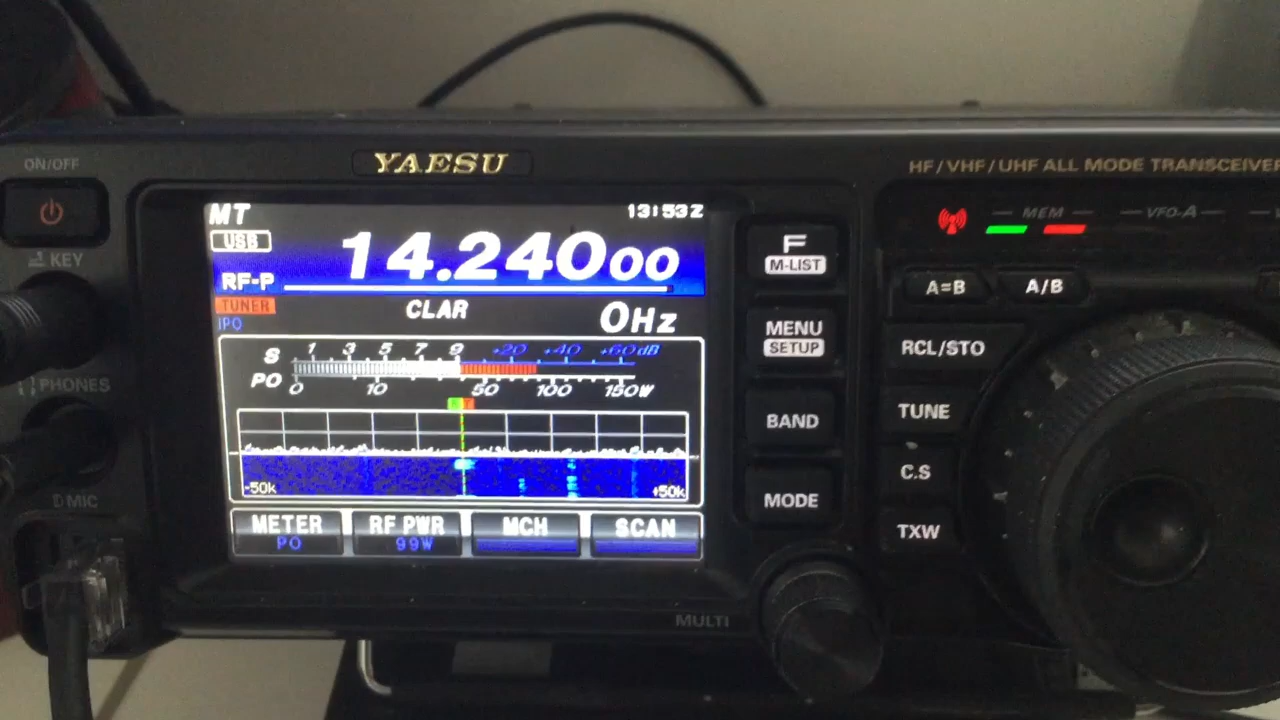 ON/OFF
YAESU
HF/VHF/UHF ALL MODE TRANSCEIVER
MT
13:53Z
MEM
VFO-A
USB
14.24000
F
M-LIST
KEY
RF-P
A=B
A/B
TUNER
CLAR
0Hz
IPO
MENU
SETUP
RCL/STO
S 1 3 5 7 9 +20 +40 +60dB
PO 0 10 50 100 150W
PHONES
BAND
TUNE
C.S
-50k
+50k
MIC
MODE
METER
PO
RF PWR
99W
MCH
SCAN
TXW
MULTI